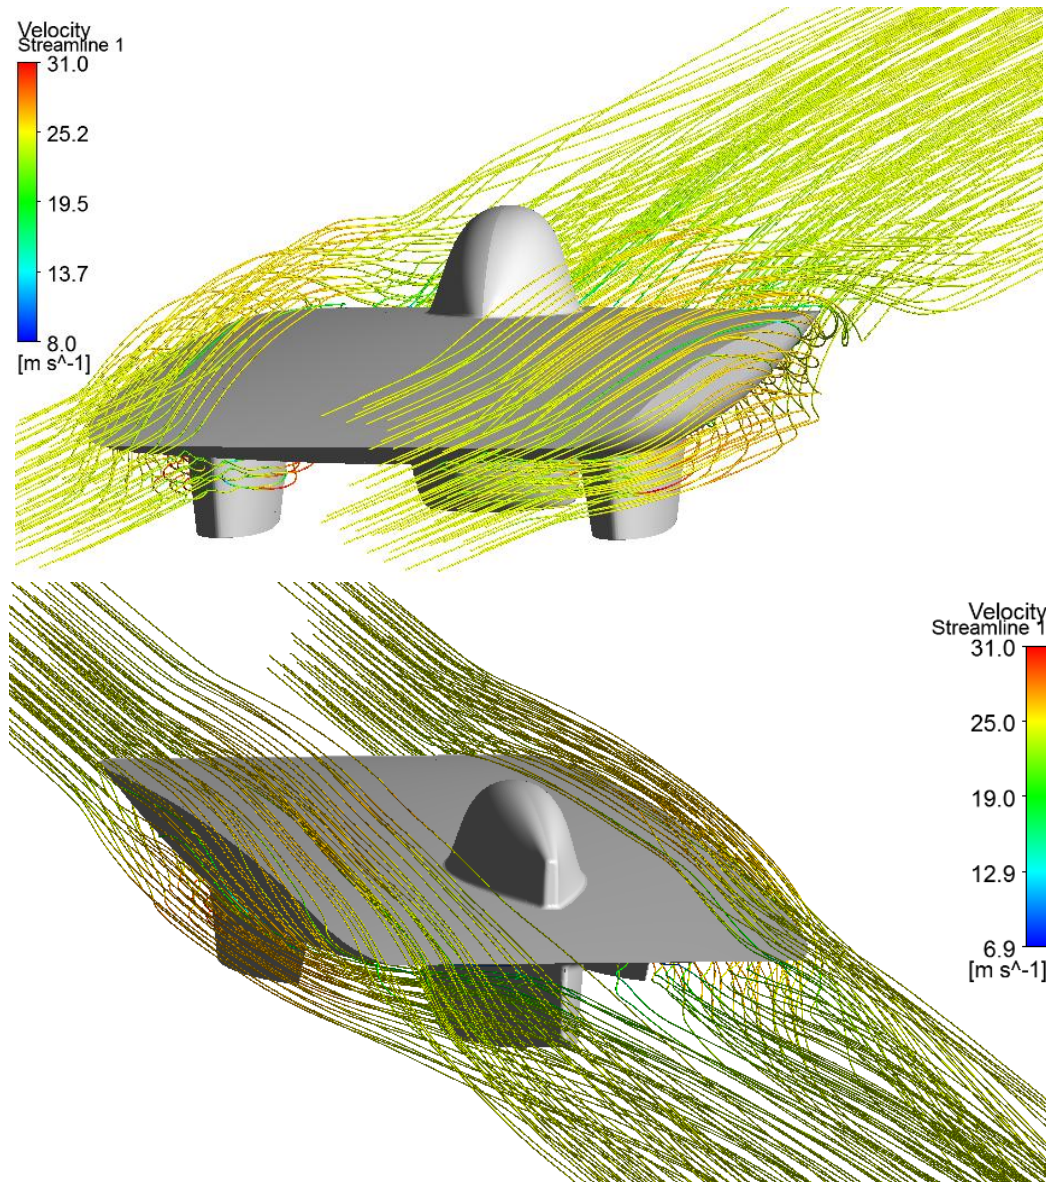 Velocity
Streamline 1
31.0
25.2
19.5
13.7
8.0
[m s^-1]
Velocity
Streamline 1
31.0
25.0
19.0
12.9
6.9
[m s^-1]